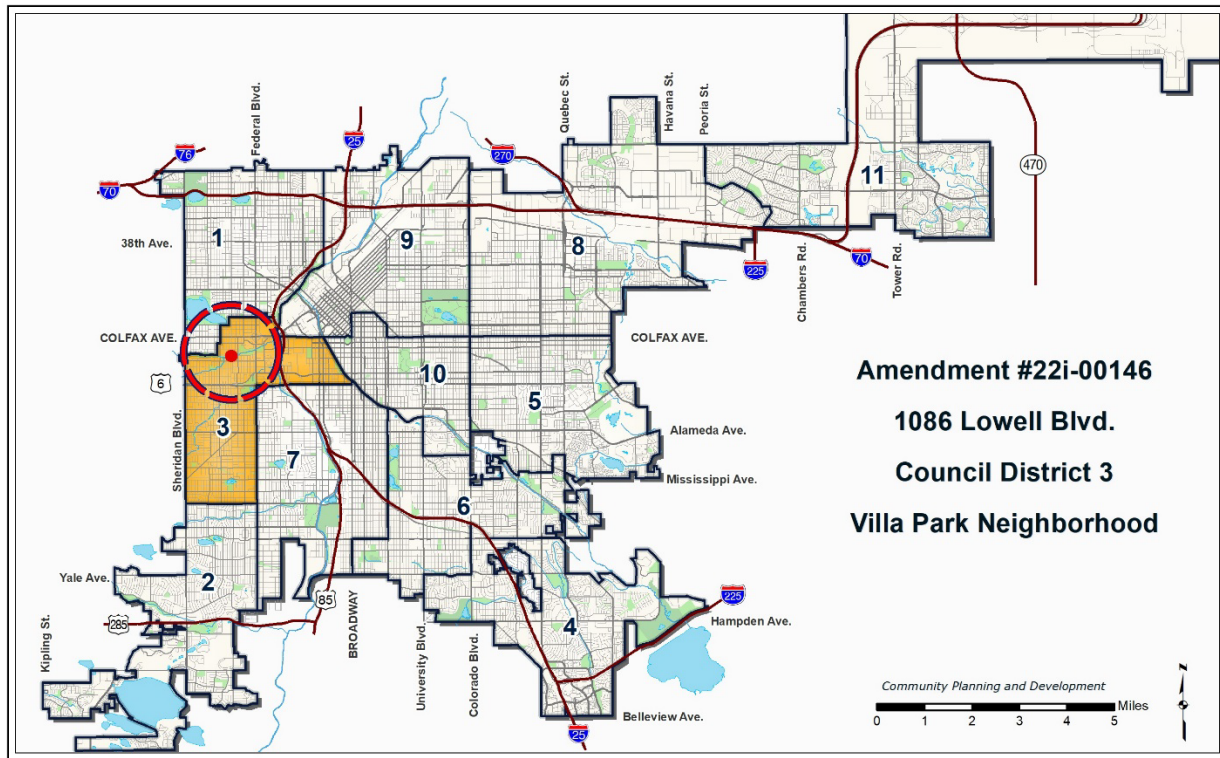 Federal Blvd.
Quebec St.
Havana St.
Peoria St.
76
25
270
70
11
470
1
9
8
38th Ave.
225
Chambers Rd.
70
Tower Rd.
COLFAX AVE.
COLFAX AVE.
6
10
5
Amendment #22i-00146
1086 Lowell Blvd.
Council District 3
Villa Park Neighborhood
Sheridan Blvd.
3
7
Alameda Ave.
Mississippi Ave.
6
Yale Ave.
2
85
285
Kipling St.
BROADWAY
University Blvd.
Colorado Blvd.
4
225
Hampden Ave.
Belleview Ave.
25
Community Planning and Development
0 1 2 3 4 5 Miles
N